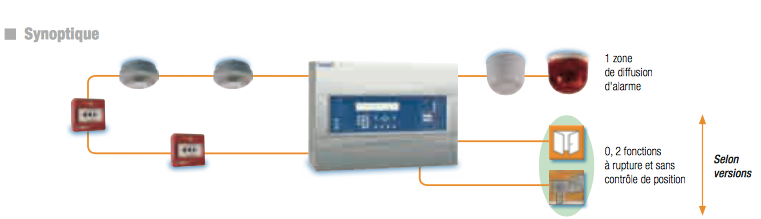 Synoptique
1 zone
de diffusion
d'alarme
0, 2 fonctions
à rupture et sans
contrôle de position
Selon
versions